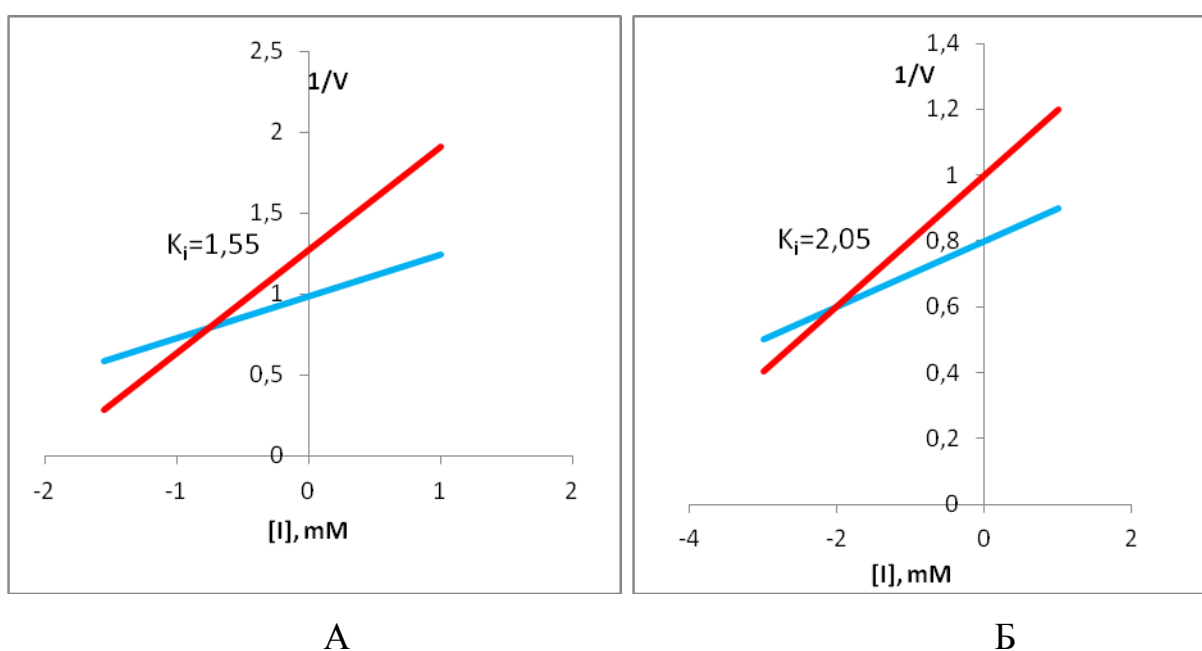 2,5
1/V
2
1,5
Kᵢ=1,55
1
0,5
0
-2 -1 0 1 2
[I], mM
А
1,4
1/V
1,2
1
Kᵢ=2,05
0,8
0,6
0,4
0,2
0
-4 -2 0 2
[I], mM
Б